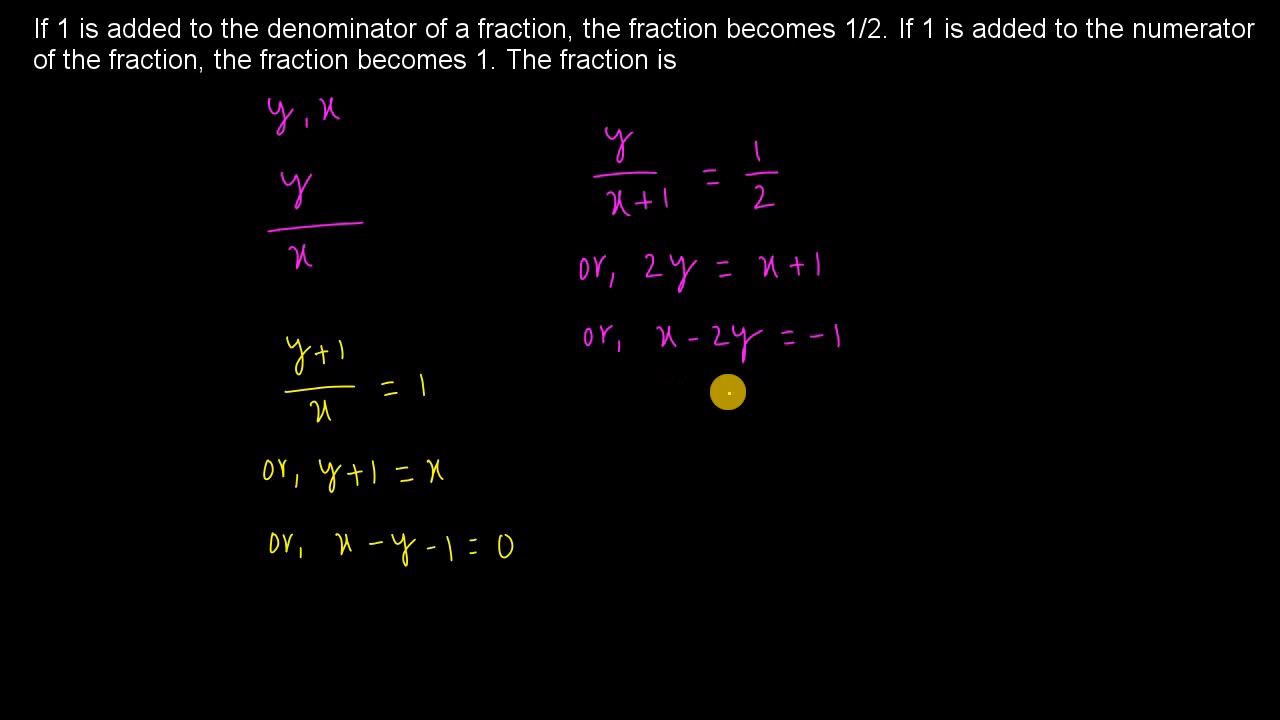 If 1 is added to the denominator of a fraction, the fraction becomes 1/2. If 1 is added to the numerator
of the fraction, the fraction becomes 1. The fraction is
y, x
y/x
y/(x+1) = 1/2
or, 2y = x+1
or, x - 2y = -1
(y+1)/x = 1
or, y+1 = x
or, x - y - 1 = 0